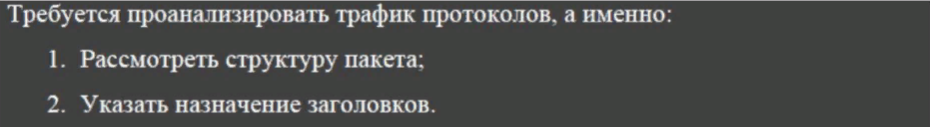 Требуется проанализировать трафик протоколов, а именно:
1. Рассмотреть структуру пакета;
2. Указать назначение заголовков.